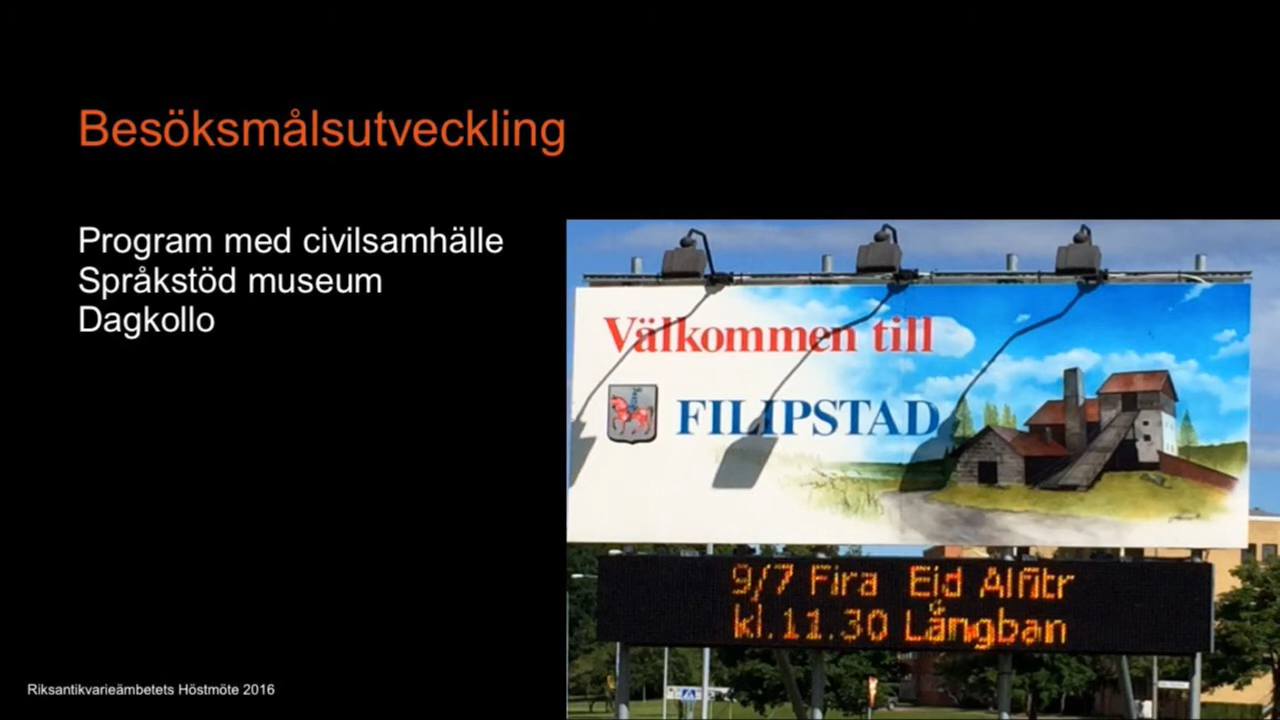 Besöksmålsutveckling
Program med civilsamhälle
Språkstöd museum
Dagkollo
Välkommen till
FILIPSTAD
9/7 Fira Eid Alfitr
kl.11.30 Långban
Riksantikvarieämbetets Höstmöte 2016